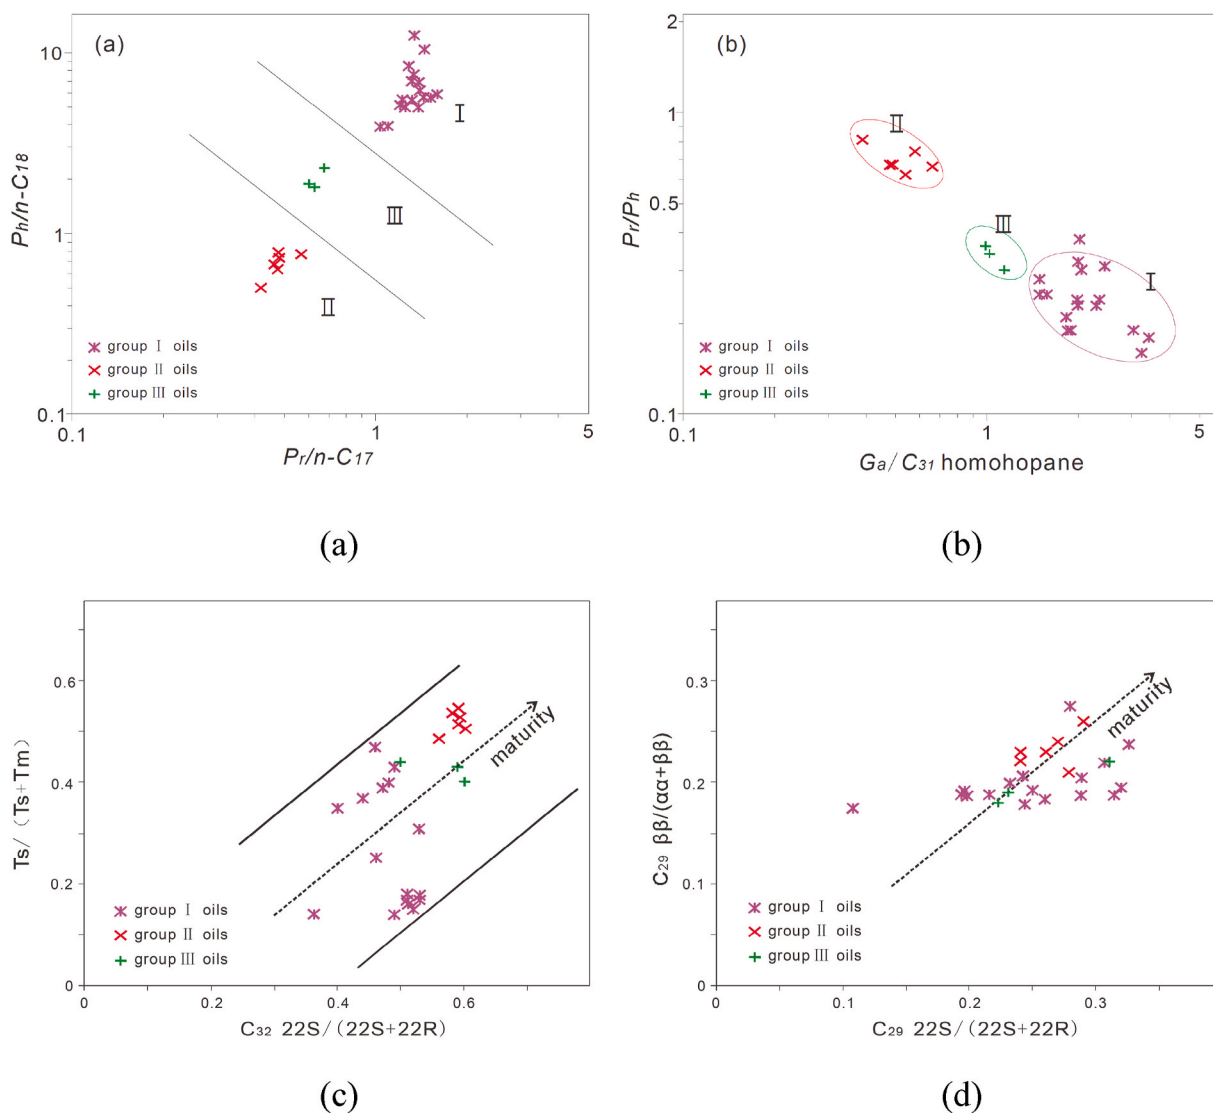 (a)
10
1
0.1
Ph/n-C18
I
III
II
group I oils
group II oils
group III oils
0.1
1
5
Pr/n-C17
(a)
(b)
2
1
0.5
0.1
Pr/Ph
II
III
I
group I oils
group II oils
group III oils
0.1
1
5
Ga/C31 homohopane
(b)
0.6
0.4
0.2
0
Ts/(Ts+Tm)
maturity
group I oils
group II oils
group III oils
0
0.2
0.4
0.6
C32 22S/(22S+22R)
(c)
0.3
0.2
0.1
0
C29 ββ/(αα+ββ)
maturity
group I oils
group II oils
group III oils
0
0.1
0.2
0.3
C29 22S/(22S+22R)
(d)